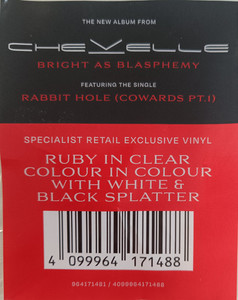 THE NEW ALBUM FROM
CHEVELLE
BRIGHT AS BLASPHEMY
FEATURING THE SINGLE
RABBIT HOLE (COWARDS PT.1)
SPECIALIST RETAIL EXCLUSIVE VINYL
RUBY IN CLEAR
COLOUR IN COLOUR
WITH WHITE &
BLACK SPLATTER
4 099964 171488
964171481 / 4099964171488